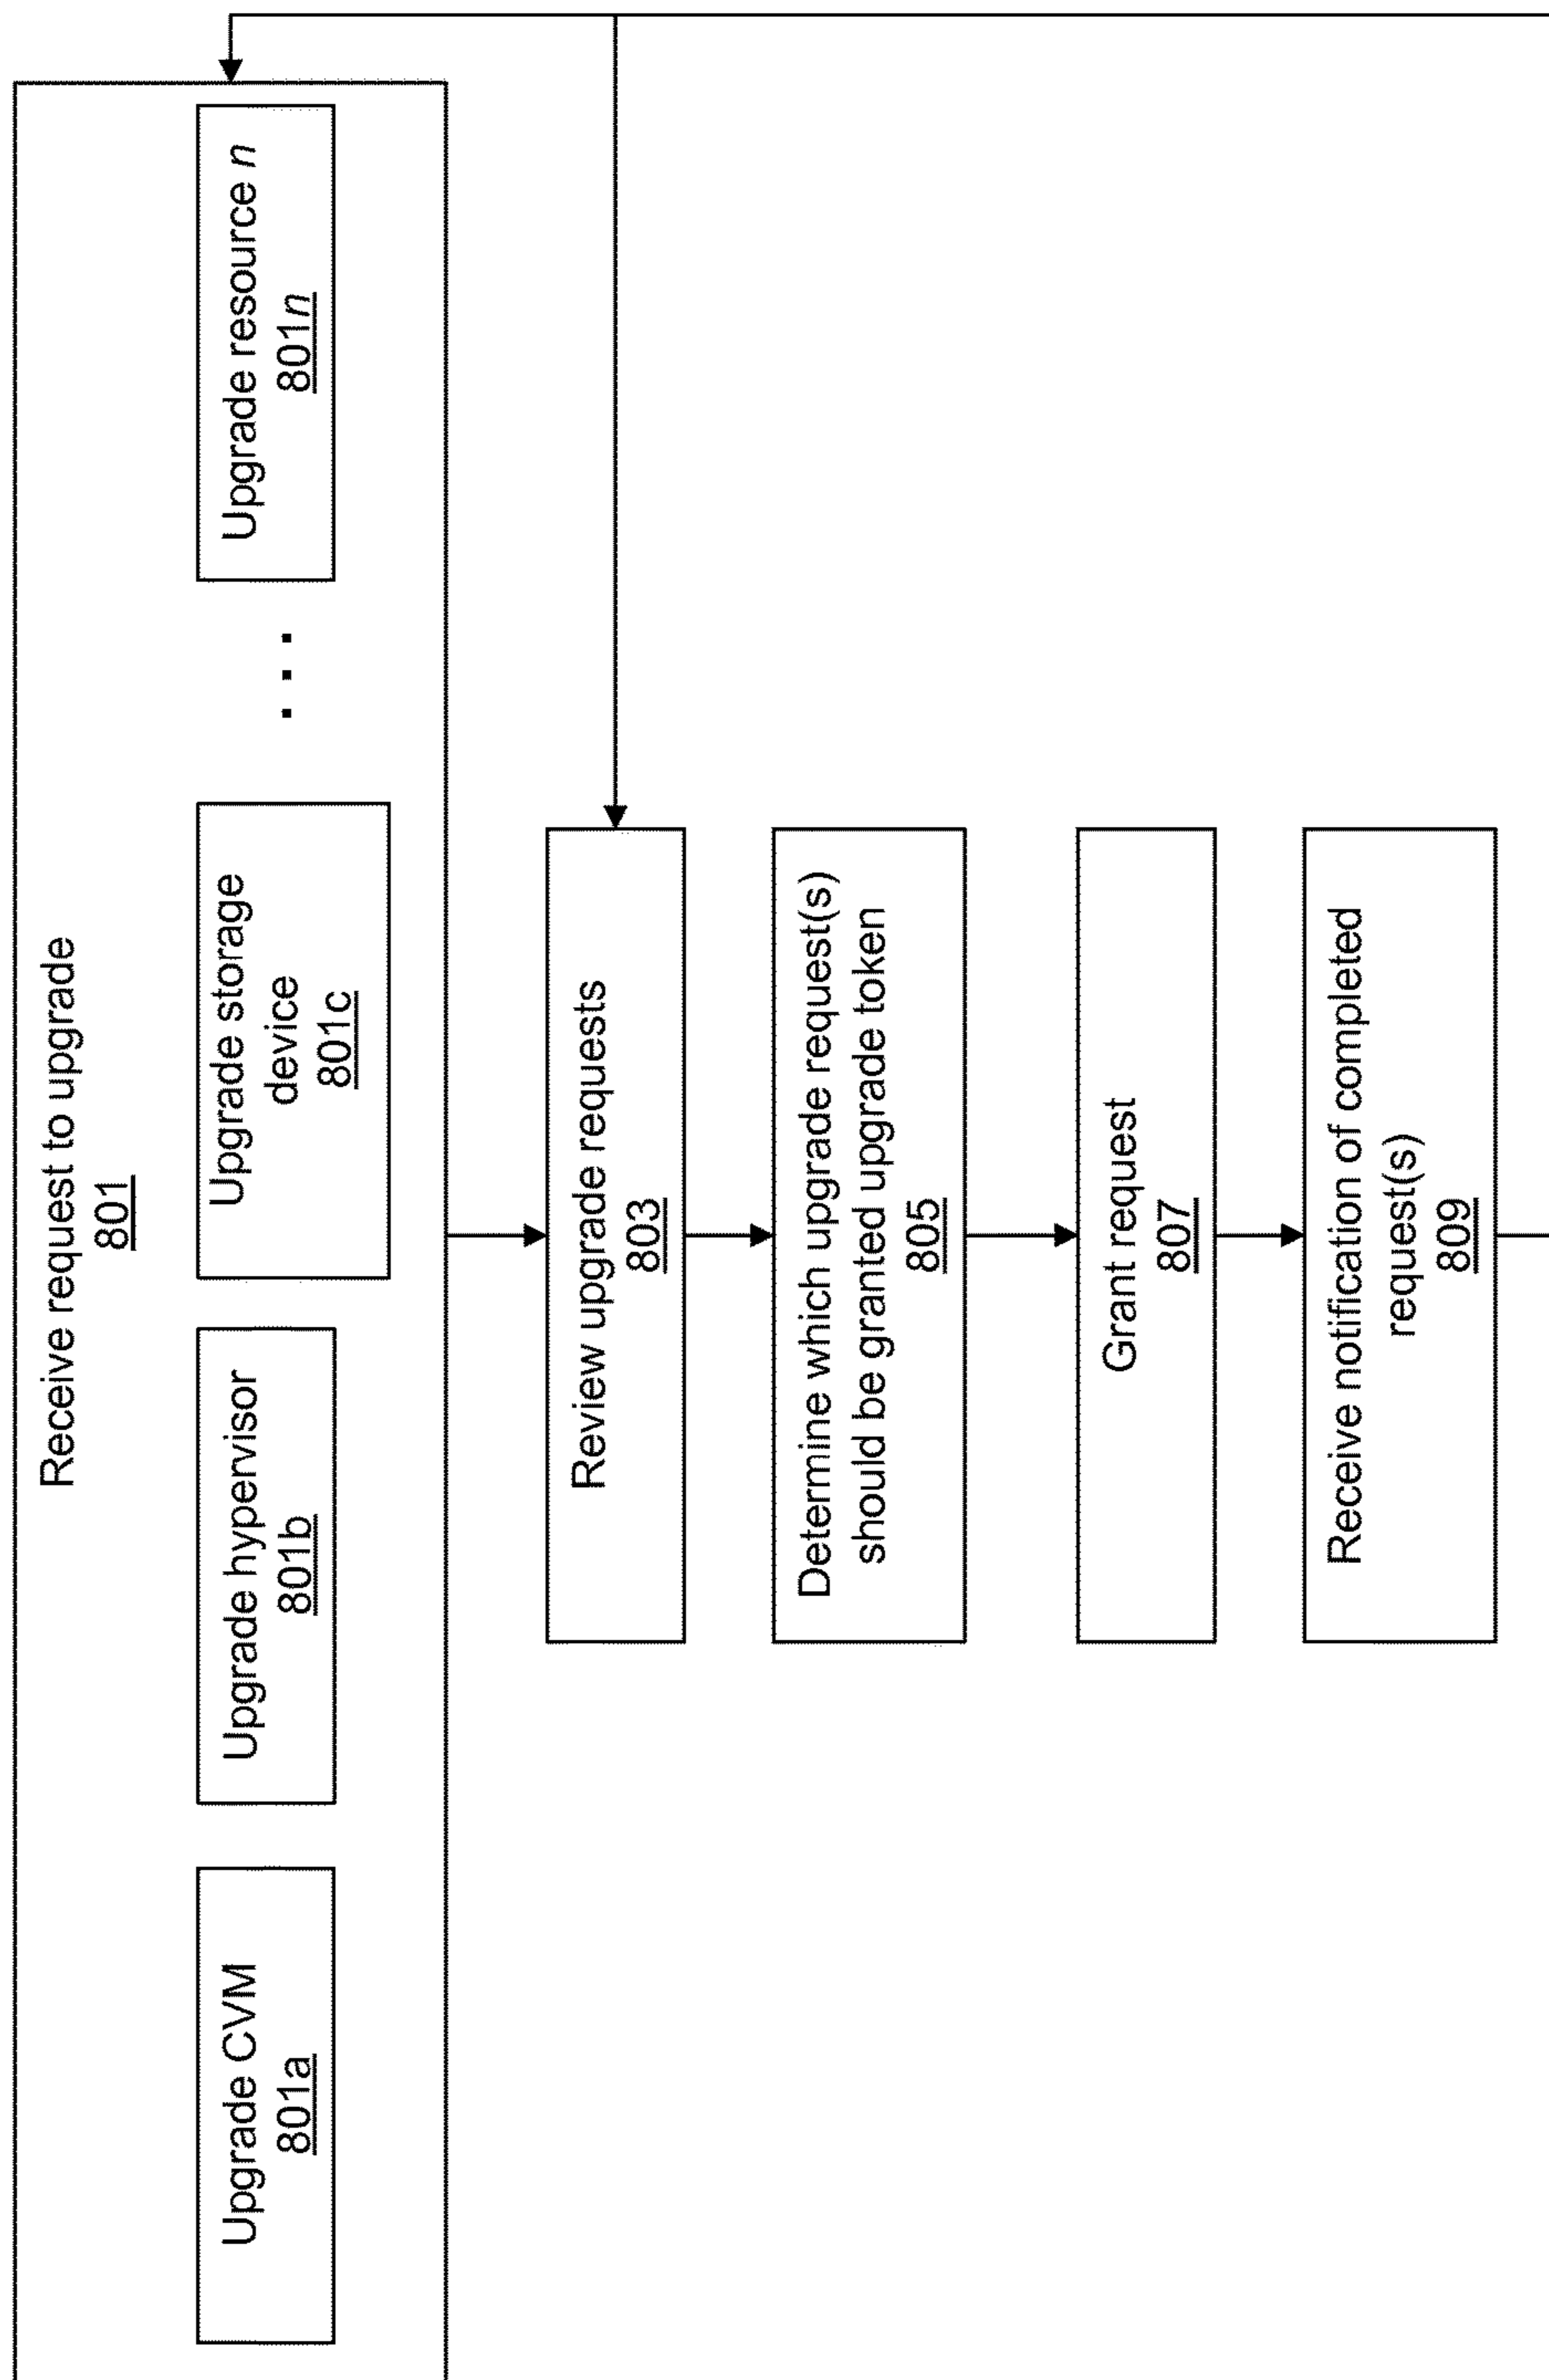 Receive request to upgrade
801
Upgrade CVM
801a
Upgrade hypervisor
801b
Upgrade storage
device
801c
. . .
Upgrade resource n
801n
Review upgrade requests
803
Determine which upgrade request(s)
should be granted upgrade token
805
Grant request
807
Receive notification of completed
request(s)
809